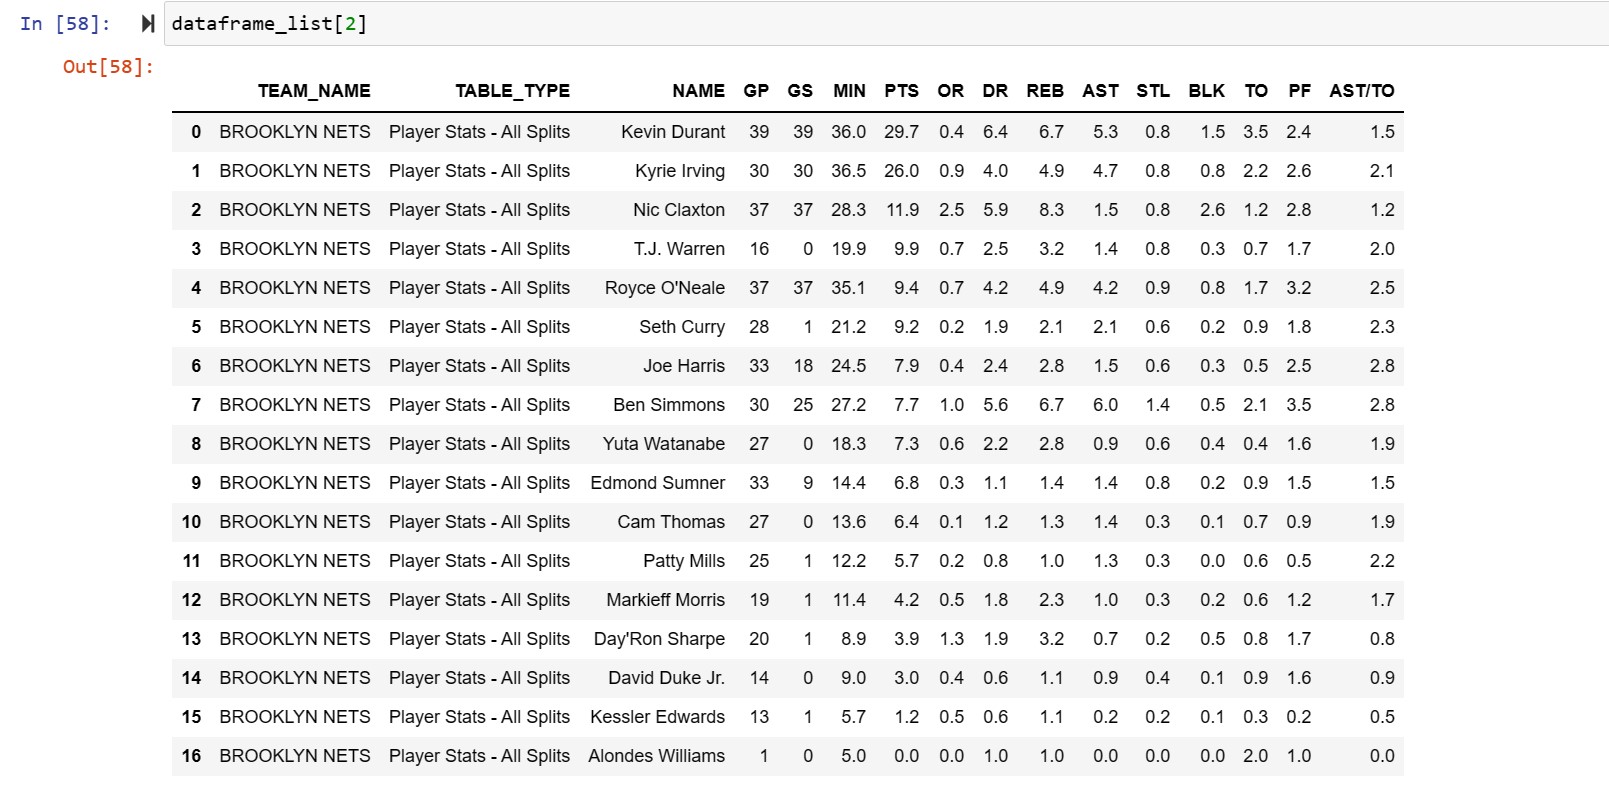 In [58]: dataframe_list[2]
Out[58]:
TEAM_NAME TABLE_TYPE NAME GP GS MIN PTS OR DR REB AST STL BLK TO PF AST/TO
0 BROOKLYN NETS Player Stats - All Splits Kevin Durant 39 39 36.0 29.7 0.4 6.4 6.7 5.3 0.8 1.5 3.5 2.4 1.5
1 BROOKLYN NETS Player Stats - All Splits Kyrie Irving 30 30 36.5 26.0 0.9 4.0 4.9 4.7 0.8 0.8 2.2 2.6 2.1
2 BROOKLYN NETS Player Stats - All Splits Nic Claxton 37 37 28.3 11.9 2.5 5.9 8.3 1.5 0.8 2.6 1.2 2.8 1.2
3 BROOKLYN NETS Player Stats - All Splits T.J. Warren 16 0 19.9 9.9 0.7 2.5 3.2 1.4 0.8 0.3 0.7 1.7 2.0
4 BROOKLYN NETS Player Stats - All Splits Royce O'Neale 37 37 35.1 9.4 0.7 4.2 4.9 4.2 0.9 0.8 1.7 3.2 2.5
5 BROOKLYN NETS Player Stats - All Splits Seth Curry 28 1 21.2 9.2 0.2 1.9 2.1 2.1 0.6 0.2 0.9 1.8 2.3
6 BROOKLYN NETS Player Stats - All Splits Joe Harris 33 18 24.5 7.9 0.4 2.4 2.8 1.5 0.6 0.3 0.5 2.5 2.8
7 BROOKLYN NETS Player Stats - All Splits Ben Simmons 30 25 27.2 7.7 1.0 5.6 6.7 6.0 1.4 0.5 2.1 3.5 2.8
8 BROOKLYN NETS Player Stats - All Splits Yuta Watanabe 27 0 18.3 7.3 0.6 2.2 2.8 0.9 0.6 0.4 0.4 1.6 1.9
9 BROOKLYN NETS Player Stats - All Splits Edmond Sumner 33 9 14.4 6.8 0.3 1.1 1.4 1.4 0.8 0.2 0.9 1.5 1.5
10 BROOKLYN NETS Player Stats - All Splits Cam Thomas 27 0 13.6 6.4 0.1 1.2 1.3 1.4 0.3 0.1 0.7 0.9 1.9
11 BROOKLYN NETS Player Stats - All Splits Patty Mills 25 1 12.2 5.7 0.2 0.8 1.0 1.3 0.3 0.0 0.6 0.5 2.2
12 BROOKLYN NETS Player Stats - All Splits Markieff Morris 19 1 11.4 4.2 0.5 1.8 2.3 1.0 0.3 0.2 0.6 1.2 1.7
13 BROOKLYN NETS Player Stats - All Splits Day'Ron Sharpe 20 1 8.9 3.9 1.3 1.9 3.2 0.7 0.2 0.5 0.8 1.7 0.8
14 BROOKLYN NETS Player Stats - All Splits David Duke Jr. 14 0 9.0 3.0 0.4 0.6 1.1 0.9 0.4 0.1 0.9 1.6 0.9
15 BROOKLYN NETS Player Stats - All Splits Kessler Edwards 13 1 5.7 1.2 0.5 0.6 1.1 0.2 0.2 0.1 0.3 0.2 0.5
16 BROOKLYN NETS Player Stats - All Splits Alondes Williams 1 0 5.0 0.0 0.0 1.0 1.0 0.0 0.0 0.0 2.0 1.0 0.0